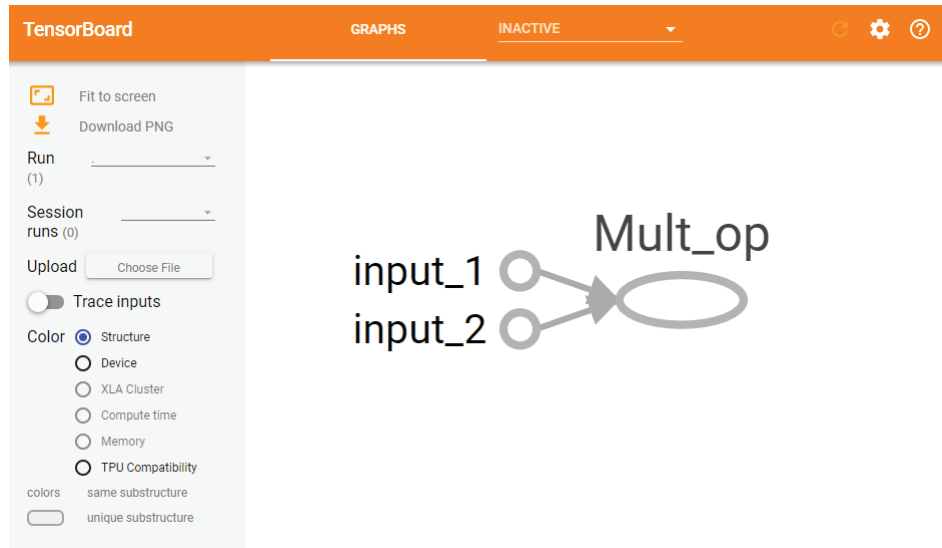 TensorBoard GRAPHS INACTIVE
Fit to screen
Download PNG
Run .
(1)
Session
runs (0)
Upload Choose File
Trace inputs
Color Structure
Device
XLA Cluster
Compute time
Memory
TPU Compatibility
colors same substructure
unique substructure
Mult_op
input_1
input_2